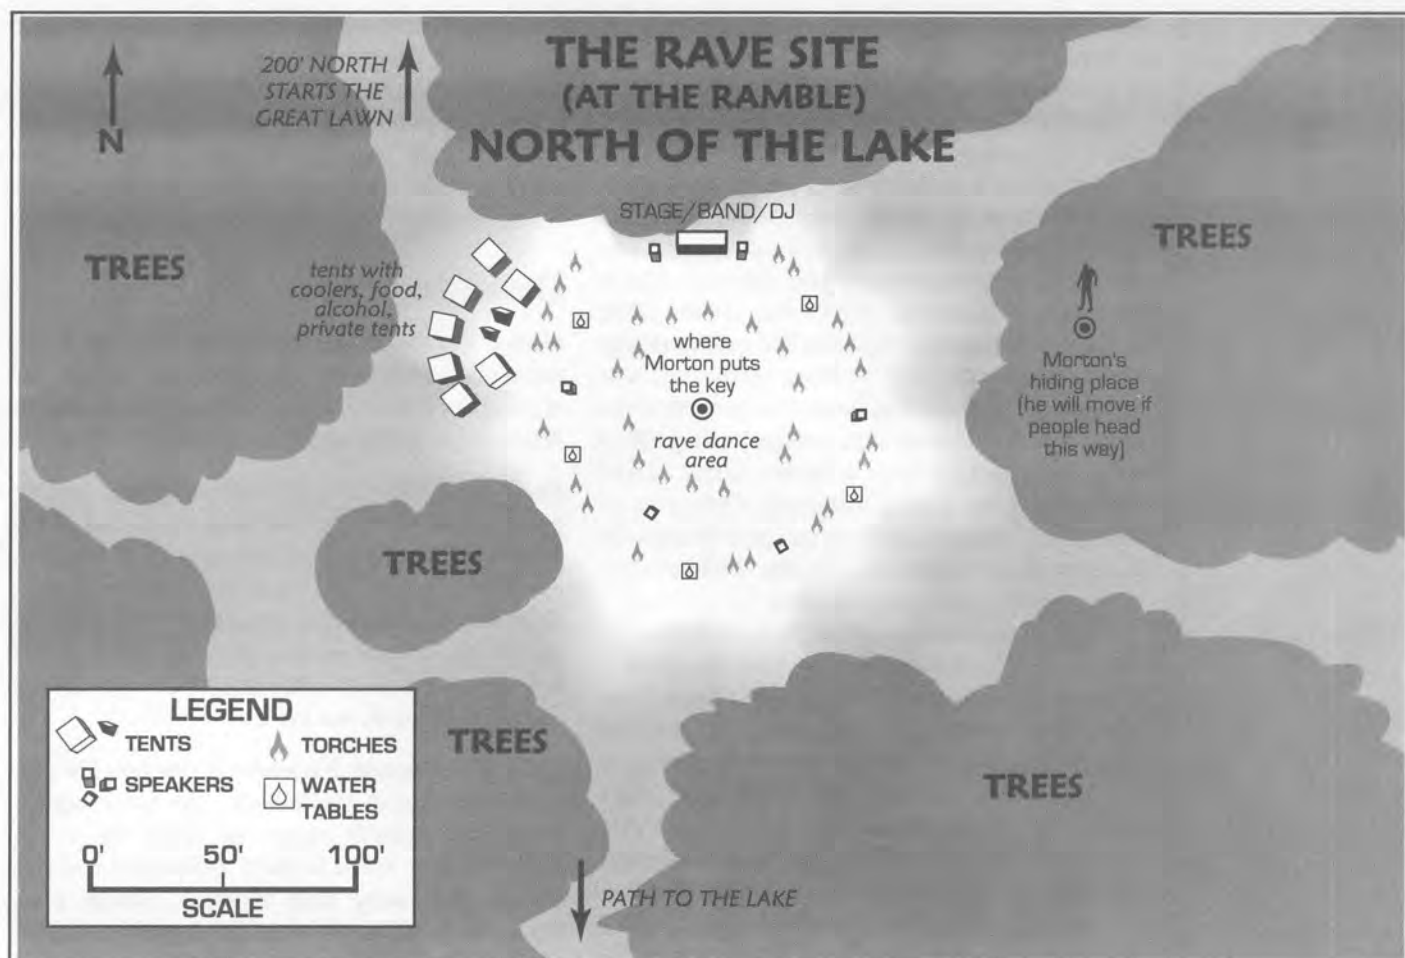 THE RAVE SITE
(AT THE RAMBLE)
NORTH OF THE LAKE
200' NORTH
STARTS THE
GREAT LAWN
N
STAGE/BAND/DJ
TREES
TREES
tents with
coolers, food,
alcohol,
private tents
where
Morton puts
the key
rave dance
area
Morton's
hiding place
(he will move if
people head
this way)
TREES
TREES
TREES
LEGEND
TENTS
TORCHES
SPEAKERS
WATER
TABLES
0' 50' 100'
SCALE
PATH TO THE LAKE